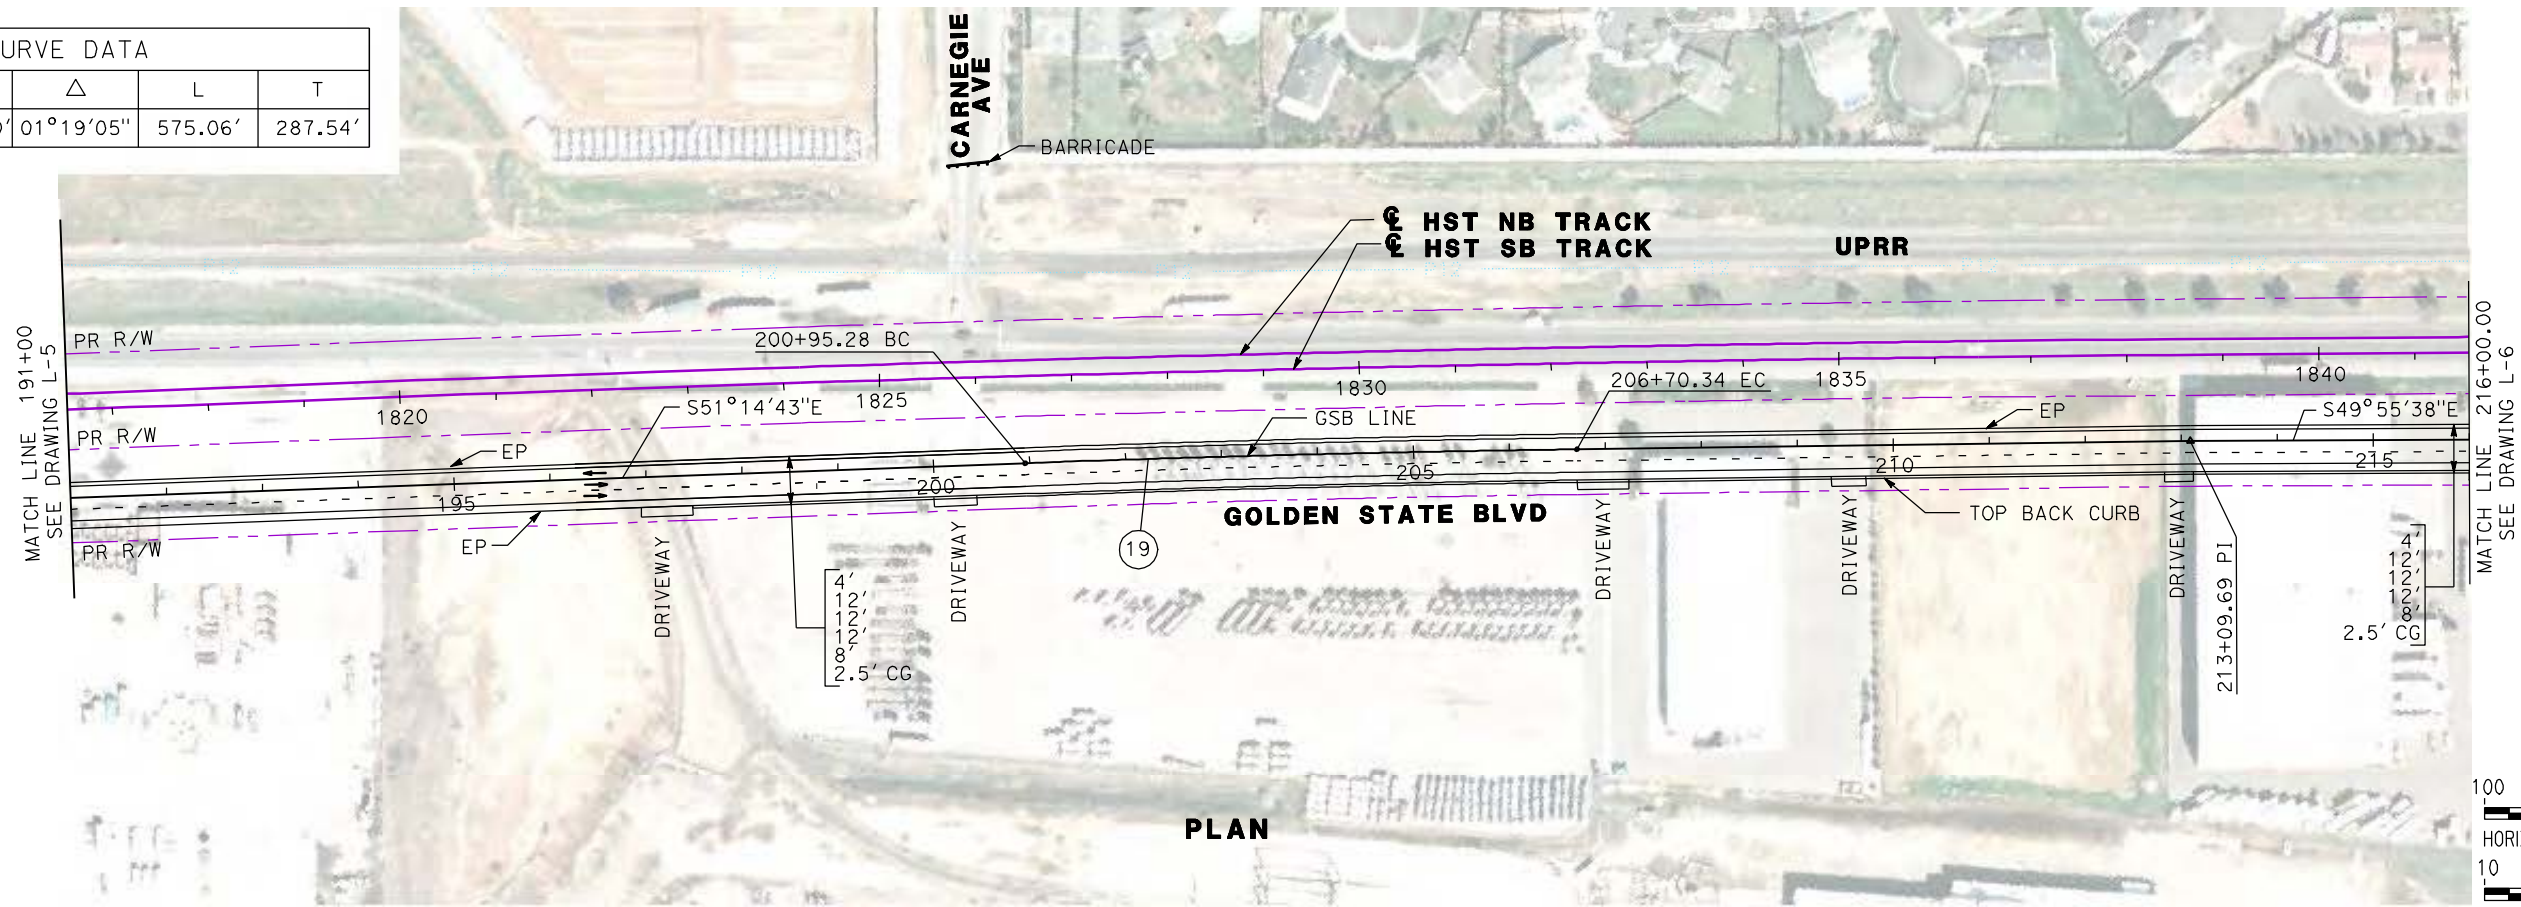 URVE DATA
△ L T
0' 01°19'05" 575.06' 287.54'
CARNEGIE
AVE
BARRICADE
℄ HST NB TRACK
℄ HST SB TRACK
UPRR
MATCH LINE 191+00
SEE DRAWING L-5
PR R/W
200+95.28 BC
1820
1825
1830
1835
1840
206+70.34 EC
S51°14'43"E
GSB LINE
EP
S49°55'38"E
PR R/W
EP
195
200
205
210
215
PR R/W
EP
GOLDEN STATE BLVD
TOP BACK CURB
19
DRIVEWAY
DRIVEWAY
DRIVEWAY
DRIVEWAY
DRIVEWAY
213+09.69 PI
4'
12'
12'
12'
8'
2.5' CG
4'
12'
12'
12'
8'
2.5' CG
MATCH LINE 216+00.00
SEE DRAWING L-6
PLAN
100
HORI
10